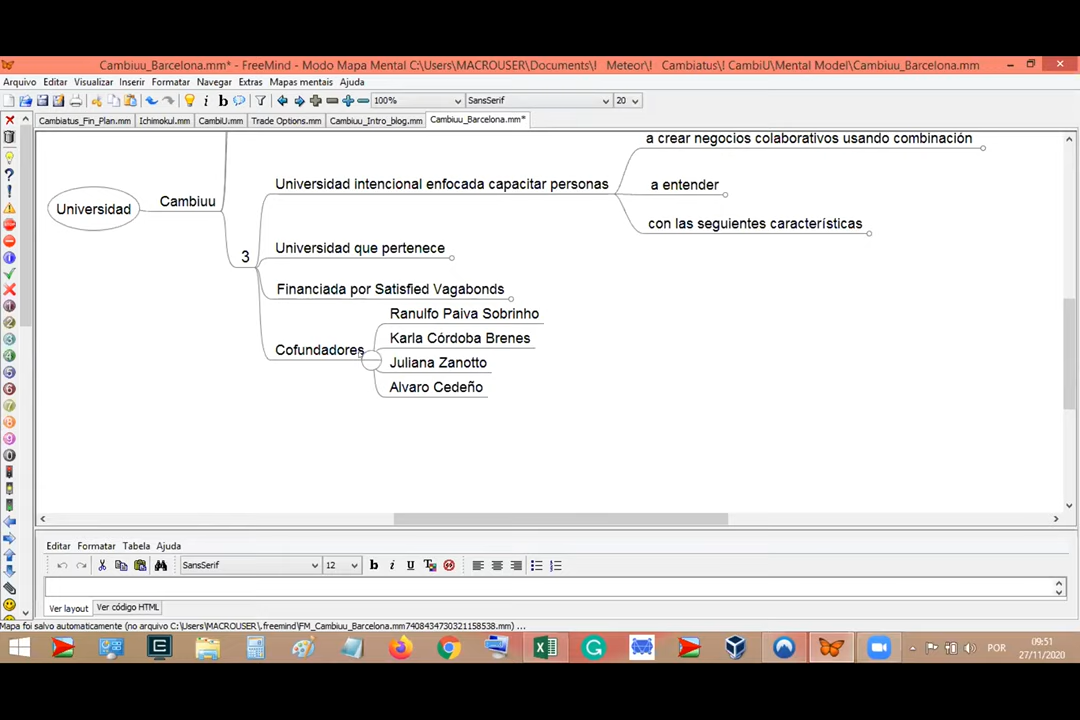 Cambiuu_Barcelona.mm* - FreeMind - Modo Mapa Mental C:\Users\MACROUSER\Documents\! Meteor\! Cambiatus\! CambiU\Mental Model\Cambiuu_Barcelona.mm
Arquivo Editar Visualizar Inserir Formatar Navegar Extras Mapas mentais Ajuda
100% SansSerif 20
Cambiatus_Fin_Plan.mm Ichimokul.mm CambiU.mm Trade Options.mm Cambiuu_Intro_blog.mm Cambiuu_Barcelona.mm*
a crear negocios colaborativos usando combinación
Universidad intencional enfocada capacitar personas
a entender
Universidad
Cambiuu
con las seguientes características
3
Universidad que pertenece
Financiada por Satisfied Vagabonds
Ranulfo Paiva Sobrinho
Karla Córdoba Brenes
Cofundadores
Juliana Zanotto
Alvaro Cedeño
Editar Formatar Tabela Ajuda
SansSerif 12
Ver layout Ver código HTML
Mapa foi salvo automaticamente (no arquivo C:\Users\MACROUSER\.freemind\FM_Cambiuu_Barcelona.mm7408434730321158538.mm) ...
POR
09:51
27/11/2020